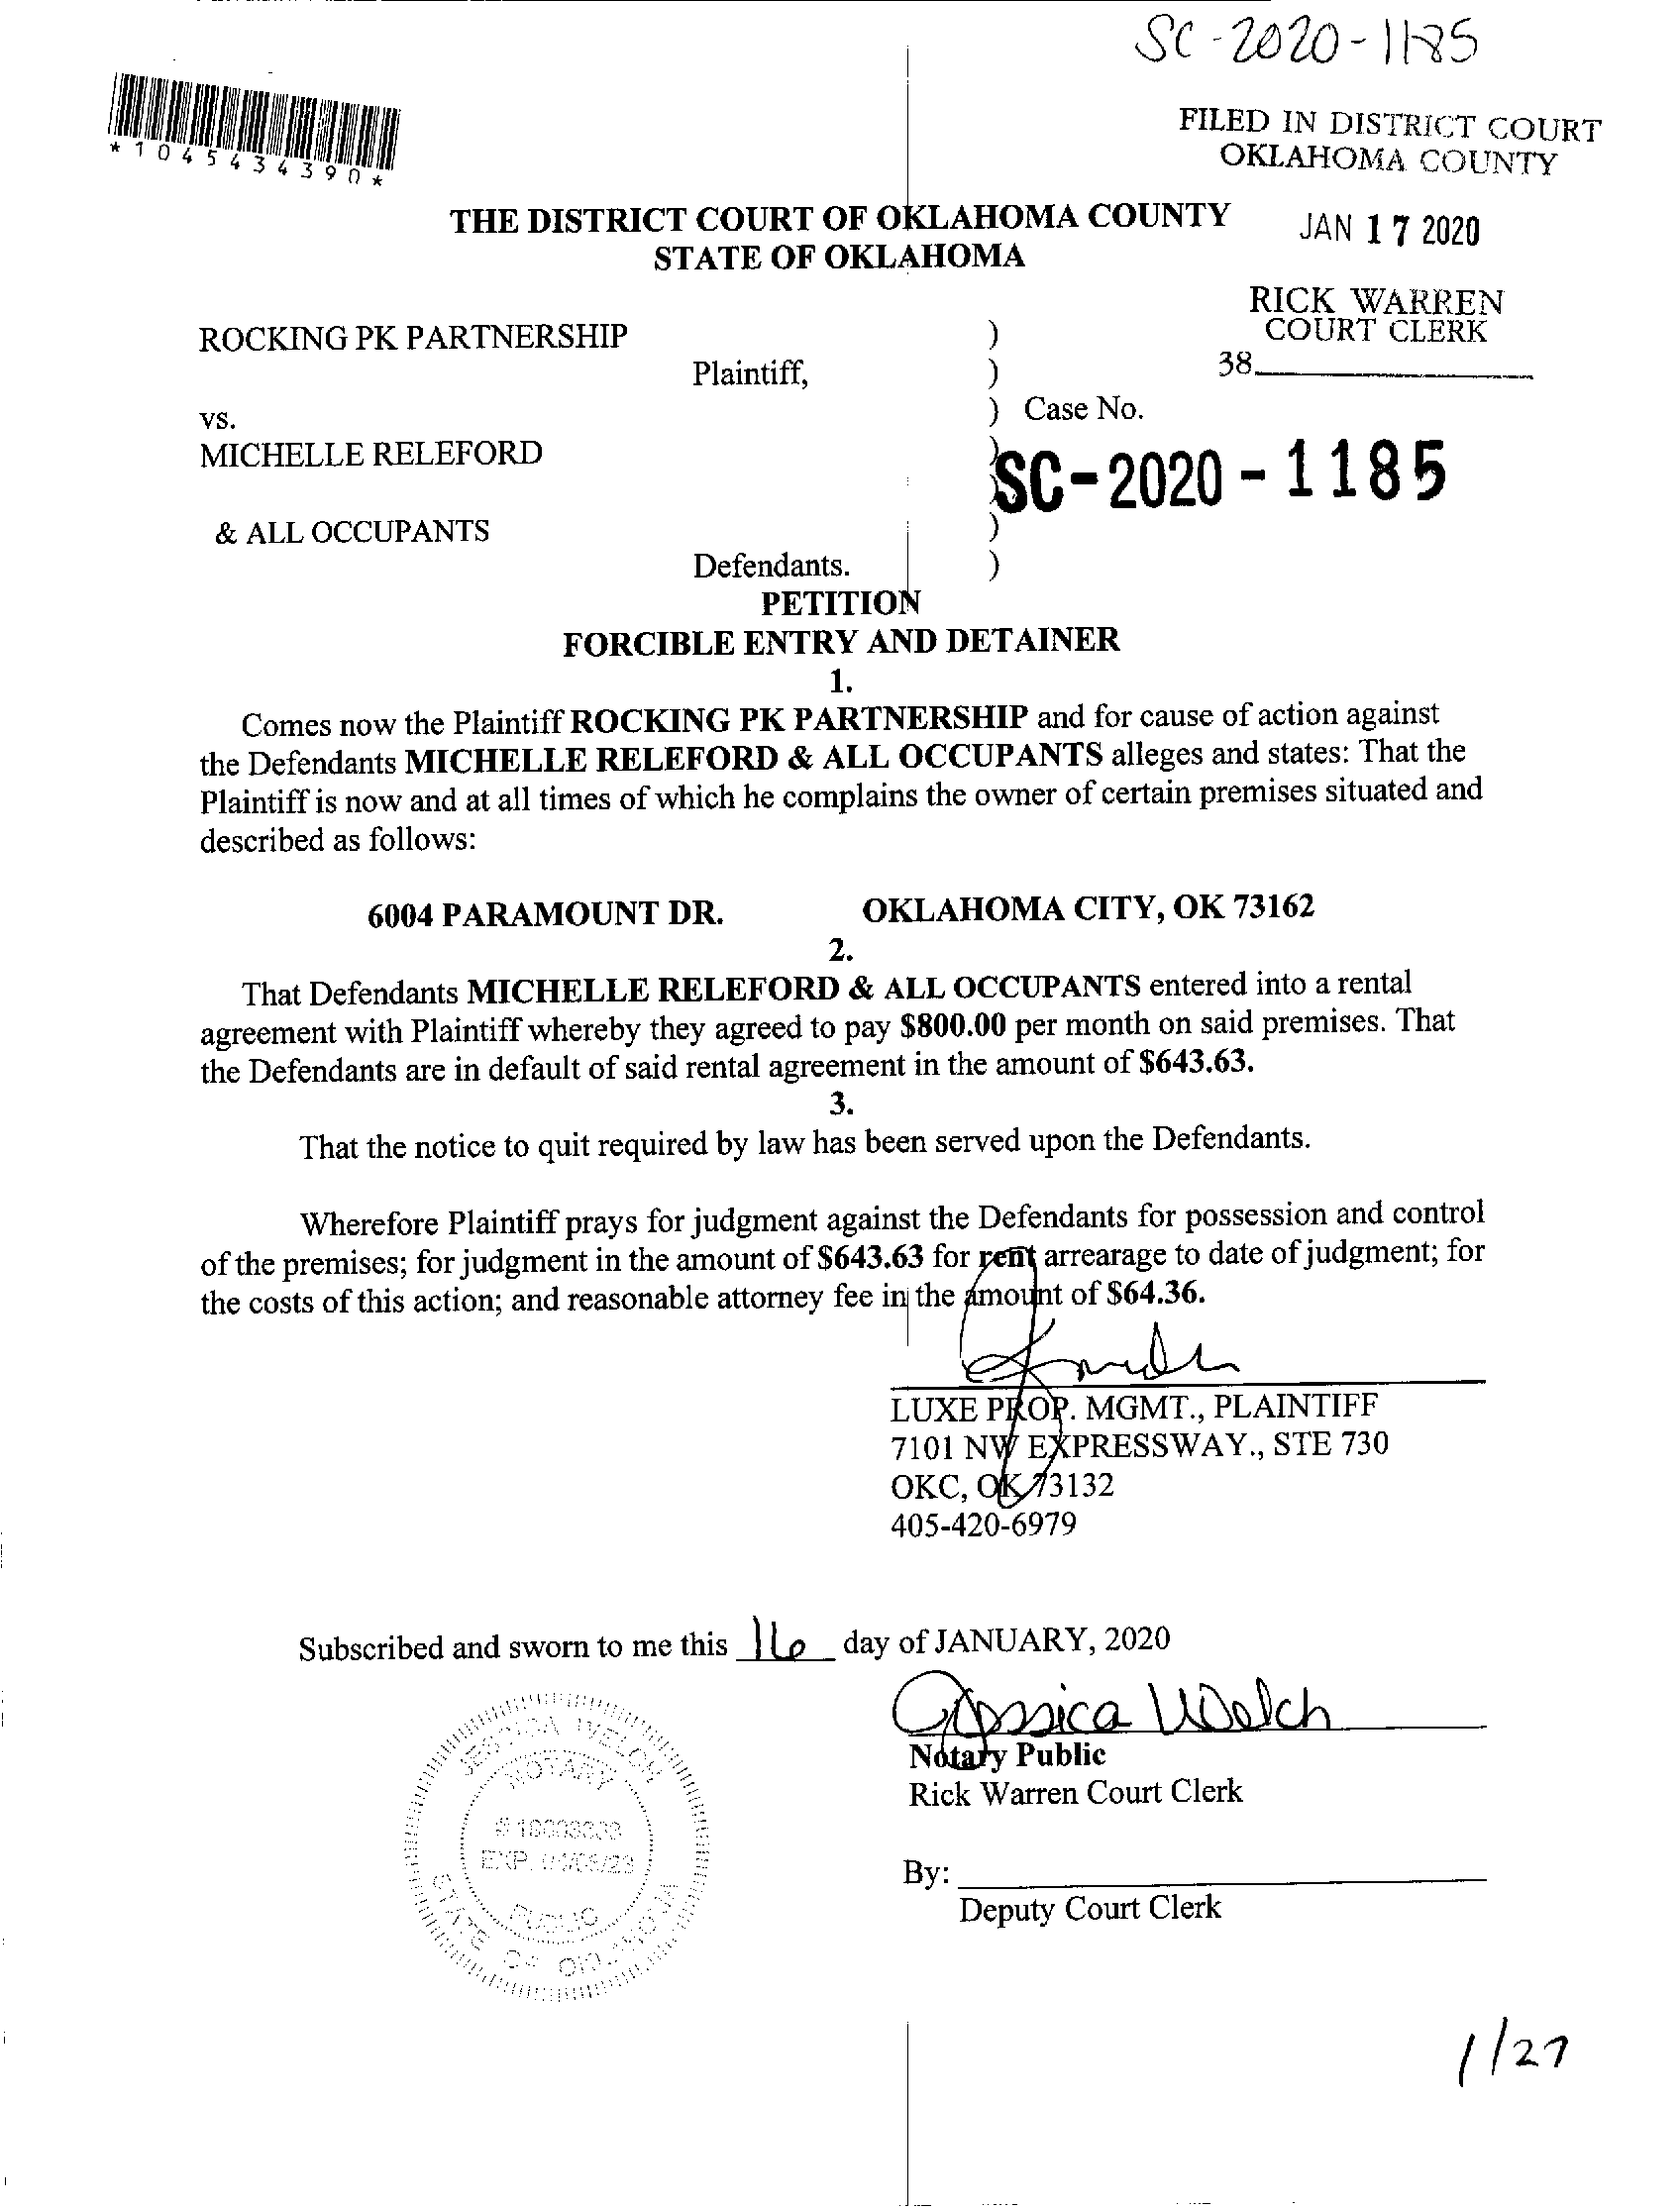 SC-2020-1185
*1045434390*
FILED IN DISTRICT COURT
OKLAHOMA COUNTY
THE DISTRICT COURT OF OKLAHOMA COUNTY
STATE OF OKLAHOMA
JAN 17 2020
RICK WARREN
COURT CLERK
38
ROCKING PK PARTNERSHIP )
Plaintiff, )
vs. ) Case No.
MICHELLE RELEFORD )
SC-2020-1185
& ALL OCCUPANTS )
Defendants. )
PETITION
FORCIBLE ENTRY AND DETAINER
1.
Comes now the Plaintiff ROCKING PK PARTNERSHIP and for cause of action against
the Defendants MICHELLE RELEFORD & ALL OCCUPANTS alleges and states: That the
Plaintiff is now and at all times of which he complains the owner of certain premises situated and
described as follows:
6004 PARAMOUNT DR. OKLAHOMA CITY, OK 73162
2.
That Defendants MICHELLE RELEFORD & ALL OCCUPANTS entered into a rental
agreement with Plaintiff whereby they agreed to pay $800.00 per month on said premises. That
the Defendants are in default of said rental agreement in the amount of $643.63.
3.
That the notice to quit required by law has been served upon the Defendants.
Wherefore Plaintiff prays for judgment against the Defendants for possession and control
of the premises; for judgment in the amount of $643.63 for rent arrearage to date of judgment; for
the costs of this action; and reasonable attorney fee in the amount of $64.36.
LUXE PROP. MGMT., PLAINTIFF
7101 NW EXPRESSWAY., STE 730
OKC, OK 73132
405-420-6979
Subscribed and sworn to me this 16 day of JANUARY, 2020
Jessica Welch
Notary Public
Rick Warren Court Clerk
By:
Deputy Court Clerk
JESSICA WELCH
NOTARY
PUBLIC
STATE OF OKLAHOMA
1/27